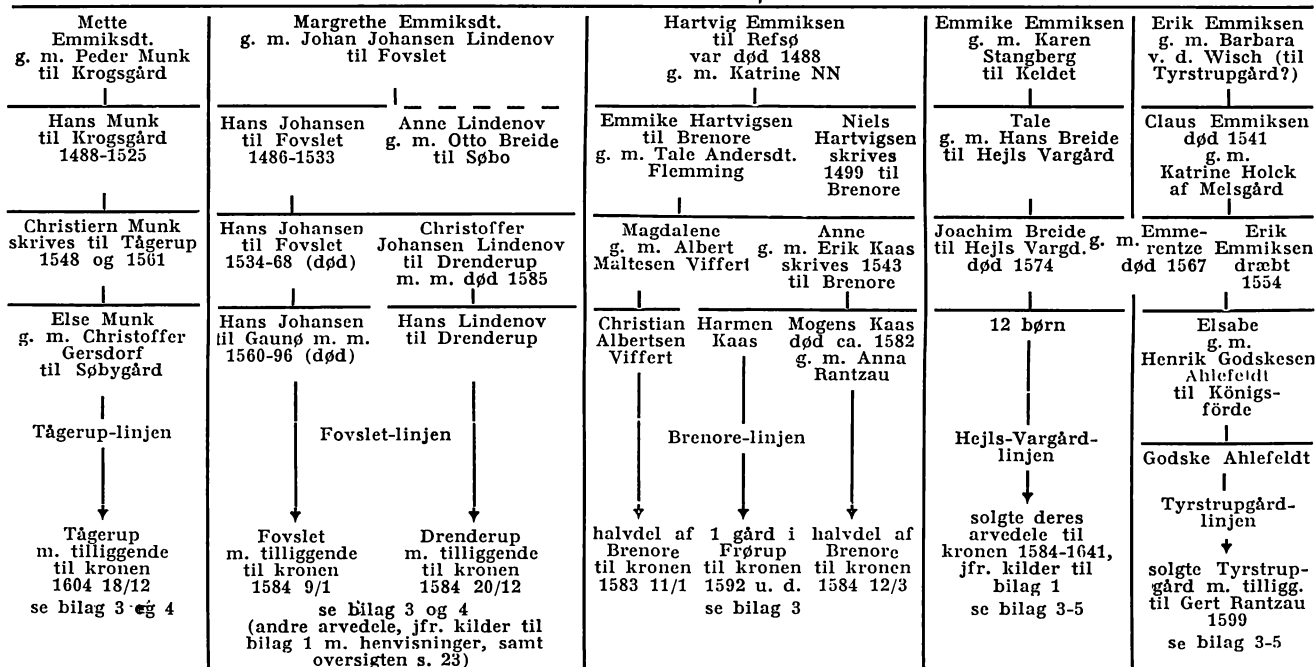 Mette
Emmiksdt.
g. m. Peder Munk
til Krogsgård
Hans Munk
til Krogsgård
1488-1525
Christiern Munk
skrives til Tågerup
1548 og 1561
Else Munk
g. m. Christoffer
Gersdorf
til Søbygård
Tågerup-linjen
Tågerup
m. tilliggende
til kronen
1604 18/12
se bilag 3 og 4
Margrethe Emmiksdt.
g. m. Johan Johansen Lindenov
til Fovslet
Hans Johansen
til Fovslet
1486-1533
Anne Lindenov
g. m. Otto Breide
til Søbo
Hans Johansen
til Fovslet
1534-68 (død)
Christoffer
Johansen Lindenov
til Drenderup
m. m. død 1585
Hans Johansen
til Gaunø m. m.
1560-96 (død)
Hans Lindenov
til Drenderup
Fovslet-linjen
Fovslet
m. tilliggende
til kronen
1584 9/1
Drenderup
m. tilliggende
til kronen
1584 20/12
se bilag 3 og 4
(andre arvedele, jfr. kilder til
bilag 1 m. henvisninger, samt
oversigten s. 23)
Hartvig Emmiksen
til Refsø
var død 1488
g. m. Katrine NN
Emmike Hartvigsen
til Brenore
g. m. Tale Andersdt.
Flemming
Niels
Hartvigsen
skrives
1499 til
Brenore
Magdalene
g. m. Albert
Maltesen Viffert
Anne
g. m. Erik Kaas
skrives 1543
til Brenore
Christian
Albertsen
Viffert
Harmen
Kaas
Mogens Kaas
død ca. 1582
g. m. Anna
Rantzau
Brenore-linjen
halvdel af
Brenore
til kronen
1583 11/1
1 gård i
Frørup
til kronen
1592 u. d.
halvdel af
Brenore
til kronen
1584 12/3
se bilag 3
Emmike Emmiksen
g. m. Karen
Stangberg
til Keldet
Tale
g. m. Hans Breide
til Hejls Vargård
Joachim Breide
til Hejls Vargd.
død 1574
g. m.
Emme-
rentze
død 1567
12 børn
Hejls-Vargård-
linjen
solgte deres
arvedele til
kronen 1584-1641,
jfr. kilder til
bilag 1
se bilag 3-5
Erik Emmiksen
g. m. Barbara
v. d. Wisch (til
Tyrstrupgård?)
Claus Emmiksen
død 1541
g. m.
Katrine Holck
af Melsgård
Erik
Emmiksen
dræbt
1554
Elsabe
g. m.
Henrik Godskesen
Ahlefeldt
til Königs-
förde
Godske Ahlefeldt
Tyrstrupgård-
linjen
solgte Tyrstrup-
gård m. tilligg.
til Gert Rantzau
1599
se bilag 3-5